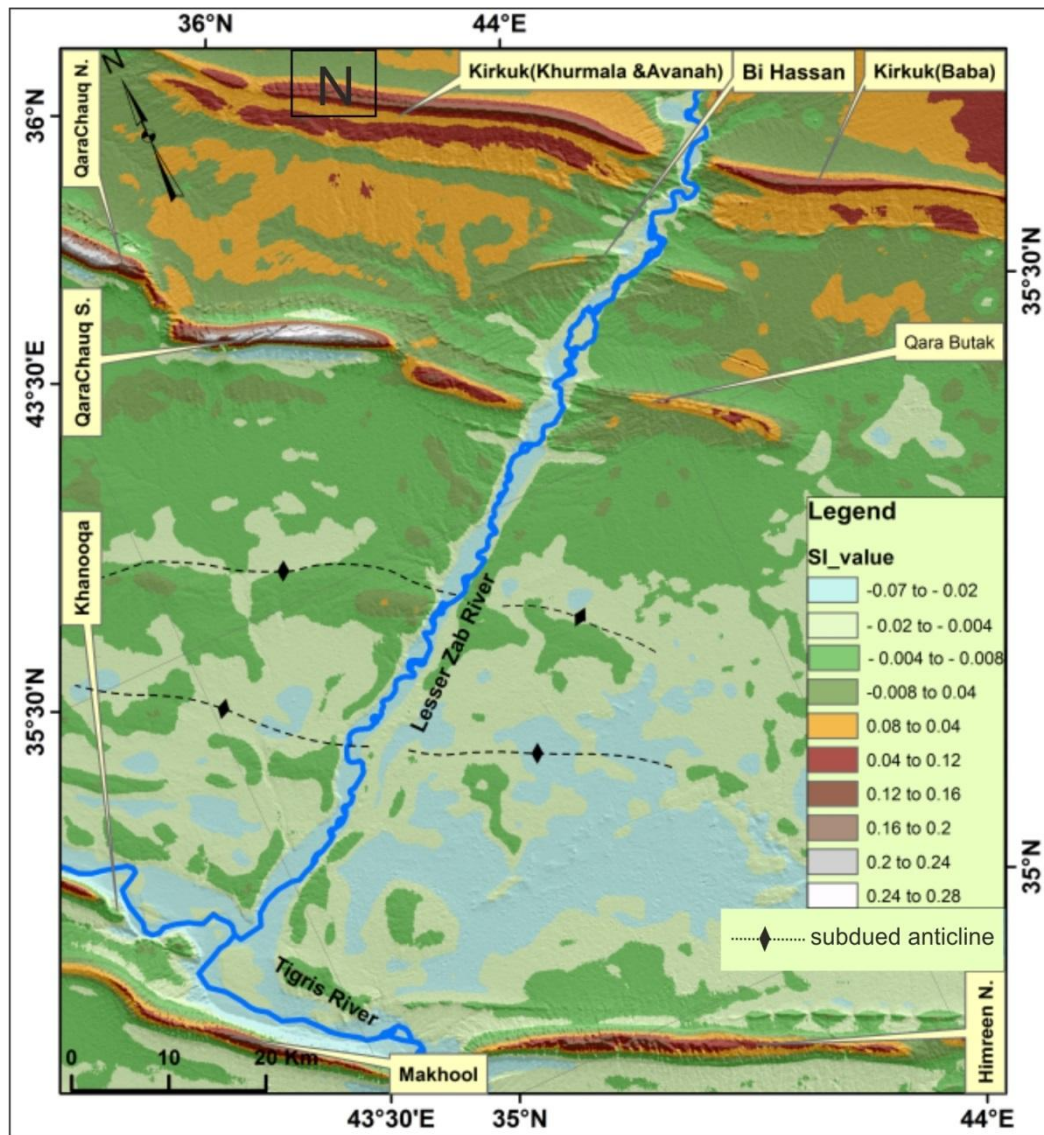 36°N
44°E
N
N
QaraChauq N.
Kirkuk(Khurmala &Avanah)
Bi Hassan
Kirkuk(Baba)
36°N
35°30'N
QaraChauq S.
Qara Butak
43°30'E
Khanooqa
Legend
SI_value
-0.07 to - 0.02
- 0.02 to - 0.004
- 0.004 to - 0.008
-0.008 to 0.04
0.08 to 0.04
0.04 to 0.12
0.12 to 0.16
0.16 to 0.2
0.2 to 0.24
0.24 to 0.28
subdued anticline
Lesser Zab River
35°30'N
35°N
Tigris River
Himreen N.
0 10 20 Km
Makhool
43°30'E
35°N
44°E